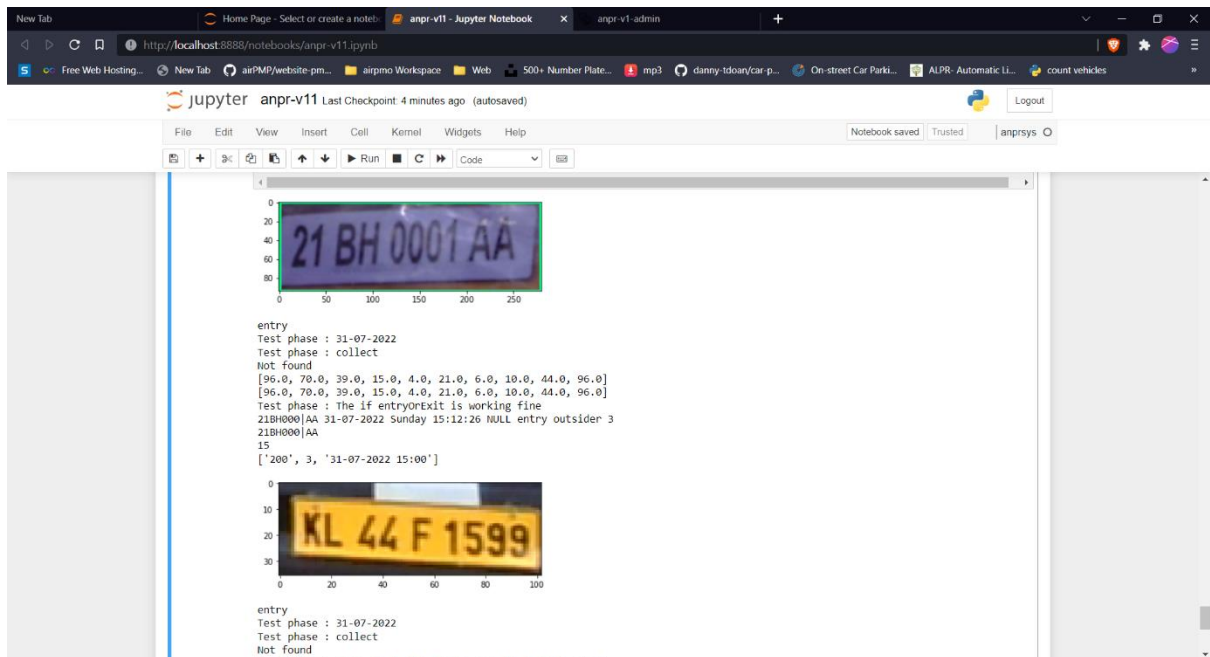 New Tab
Home Page - Select or create a noteb
anpr-v11 - Jupyter Notebook
anpr-v1-admin
http://localhost:8888/notebooks/anpr-v11.ipynb
Free Web Hosting...
New Tab
airPMP/website-pm...
airpmo Workspace
Web
500+ Number Plate...
mp3
danny-tdoan/car-p...
On-street Car Parki...
ALPR- Automatic Li...
count vehicles
»
jupyter anpr-v11 Last Checkpoint: 4 minutes ago (autosaved)
Logout
File Edit View Insert Cell Kernel Widgets Help
Notebook saved Trusted anprsys
Run Code
0
20
40
60
80
21 BH 0001 AA
0 50 100 150 200 250
entry
Test phase : 31-07-2022
Test phase : collect
Not found
[96.0, 70.0, 39.0, 15.0, 4.0, 21.0, 6.0, 10.0, 44.0, 96.0]
[96.0, 70.0, 39.0, 15.0, 4.0, 21.0, 6.0, 10.0, 44.0, 96.0]
Test phase : The if entryOrExit is working fine
21BH000|AA 31-07-2022 Sunday 15:12:26 NULL entry outsider 3
21BH000|AA
15
['200', 3, '31-07-2022 15:00']
0
10
20
30
KL 44 F 1599
0 20 40 60 80 100
entry
Test phase : 31-07-2022
Test phase : collect
Not found